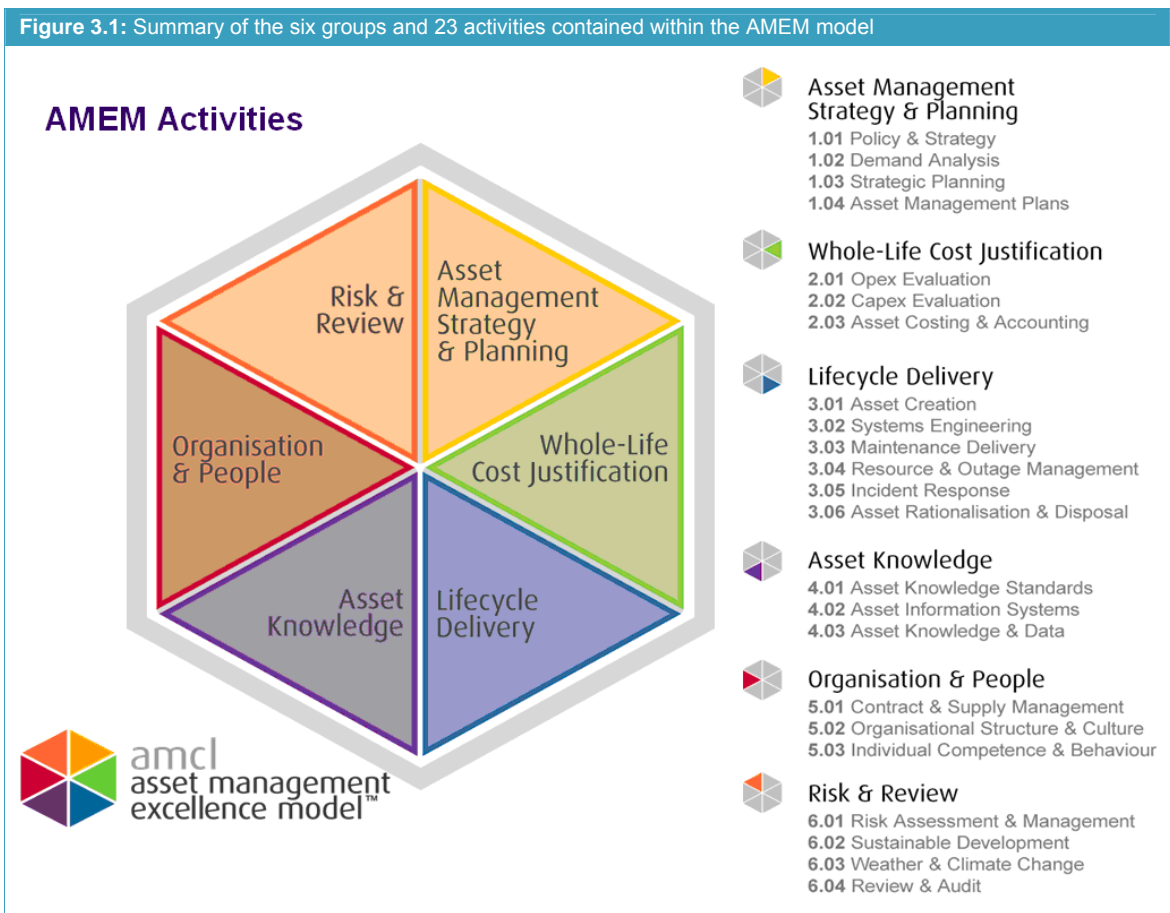 Figure 3.1: Summary of the six groups and 23 activities contained within the AMEM model
AMEM Activities
Risk &
Review
Asset
Management
Strategy
& Planning
Organisation
& People
Whole-Life
Cost Justification
Asset
Knowledge
Lifecycle
Delivery
amcl
asset management
excellence model™
Asset Management
Strategy & Planning
1.01 Policy & Strategy
1.02 Demand Analysis
1.03 Strategic Planning
1.04 Asset Management Plans
Whole-Life Cost Justification
2.01 Opex Evaluation
2.02 Capex Evaluation
2.03 Asset Costing & Accounting
Lifecycle Delivery
3.01 Asset Creation
3.02 Systems Engineering
3.03 Maintenance Delivery
3.04 Resource & Outage Management
3.05 Incident Response
3.06 Asset Rationalisation & Disposal
Asset Knowledge
4.01 Asset Knowledge Standards
4.02 Asset Information Systems
4.03 Asset Knowledge & Data
Organisation & People
5.01 Contract & Supply Management
5.02 Organisational Structure & Culture
5.03 Individual Competence & Behaviour
Risk & Review
6.01 Risk Assessment & Management
6.02 Sustainable Development
6.03 Weather & Climate Change
6.04 Review & Audit